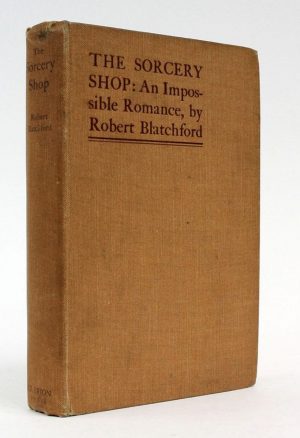 THE SORCERY
SHOP: An Impos-
sible Romance, by
Robert Blatchford
The
Sorcery
Shop
Robert
Blatchford